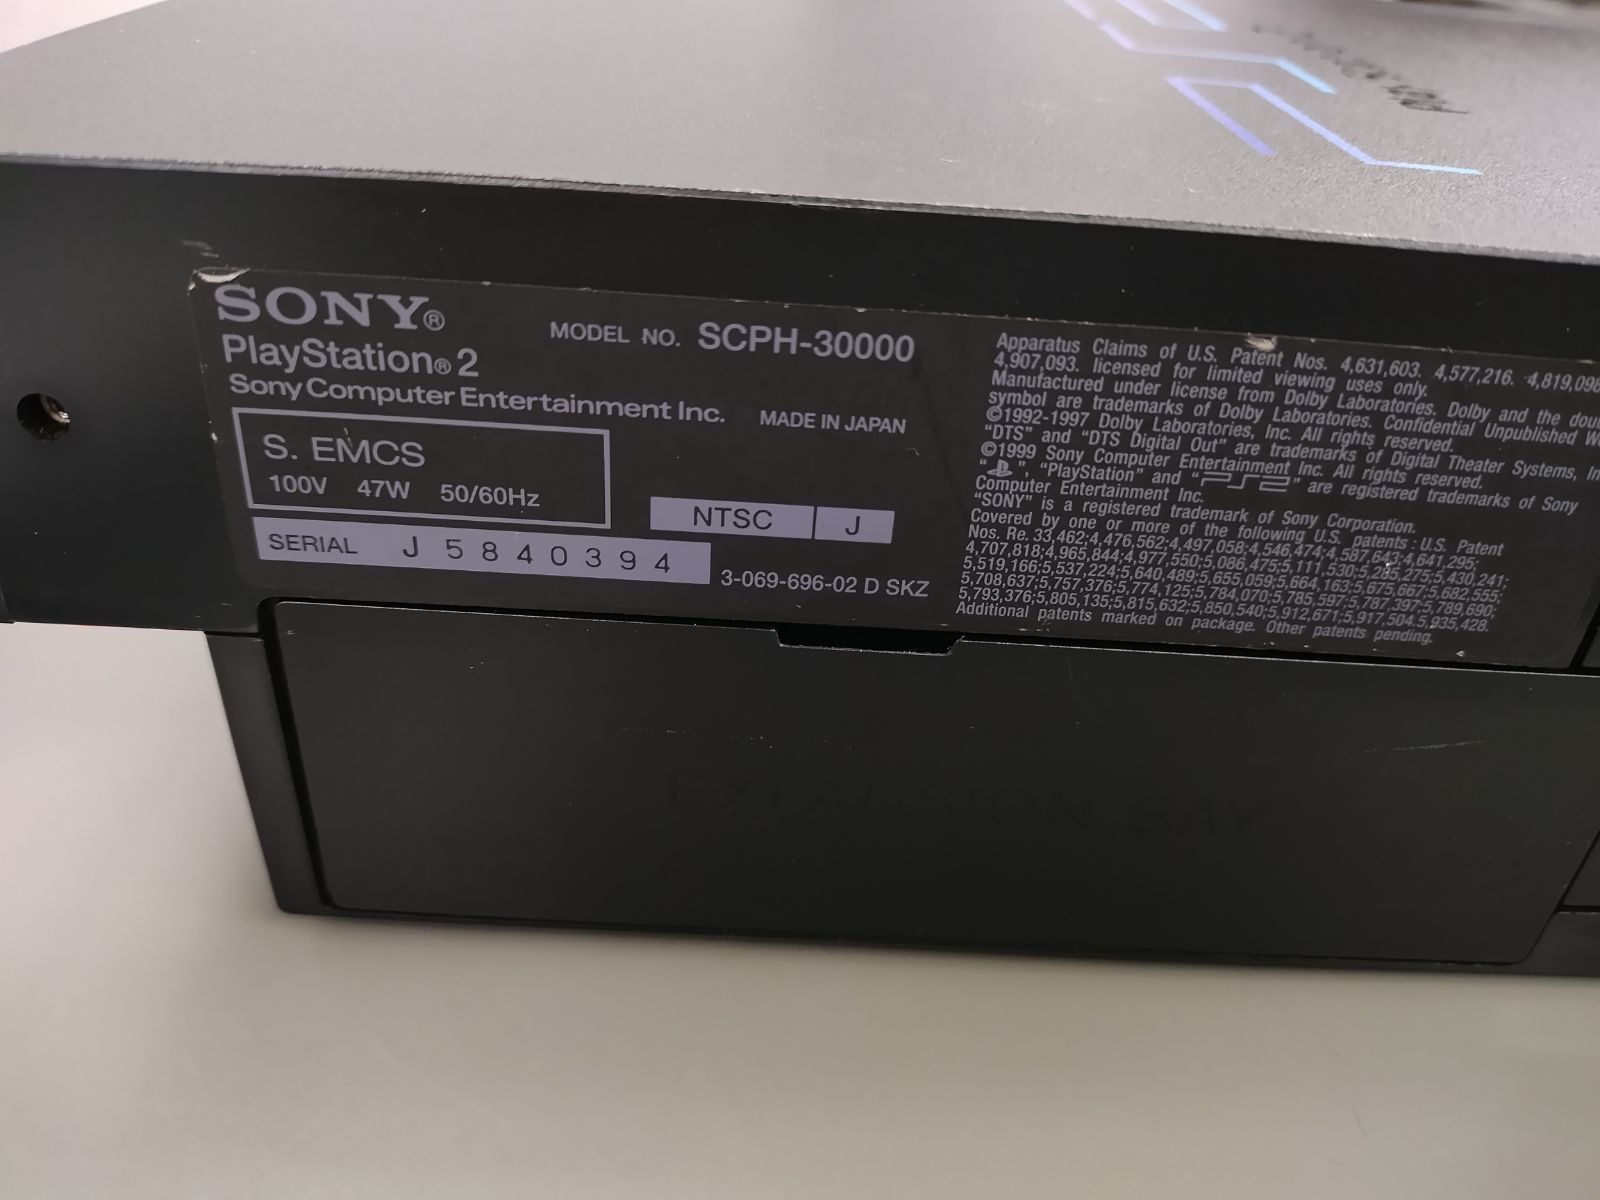 SONY®
PlayStation®2
Sony Computer Entertainment Inc.
MODEL NO. SCPH-30000
MADE IN JAPAN
S. EMCS
100V 47W 50/60Hz
NTSC J
SERIAL J5840394
3-069-696-02 D SKZ
Apparatus Claims of U.S. Patent Nos. 4,631,603. 4,577,216. 4,819,098
4,907,093. licensed for limited viewing uses only.
Manufactured under license from Dolby Laboratories. Dolby and the dou
symbol are trademarks of Dolby Laboratories. Confidential Unpublished W
©1992-1997 Dolby Laboratories, Inc. All rights reserved.
"DTS" and "DTS Digital Out" are trademarks of Digital Theater Systems, In
©1999 Sony Computer Entertainment Inc. All rights reserved.
" ", "PlayStation" and "PS2" are registered trademarks of Sony
Computer Entertainment Inc.
"SONY" is a registered trademark of Sony Corporation.
Covered by one or more of the following U.S. patents : U.S. Patent
Nos. Re. 33,462;4,476,562;4,497,058;4,546,474;4,587,643;4,641,295;
4,707,818;4,965,844;4,977,550;5,086,475;5,111,530;5,285,275;5,430,241;
5,519,166;5,537,224;5,640,489;5,655,059;5,664,163;5,675,667;5,682,555;
5,708,637;5,757,376;5,774,125;5,784,070;5,785,597;5,787,397;5,789,690;
5,793,376;5,805,135;5,815,632;5,850,540;5,912,671;5,917,504.5,935,428.
Additional patents marked on package. Other patents pending.
EXPANSION BAY